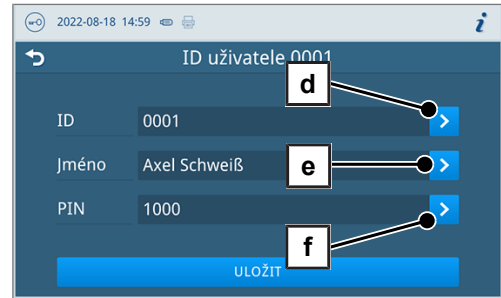 2022-08-18 14:59
ID uživatele 0001
d
ID 0001
Jméno Axel Schweiß
e
PIN 1000
f
ULOŽIT